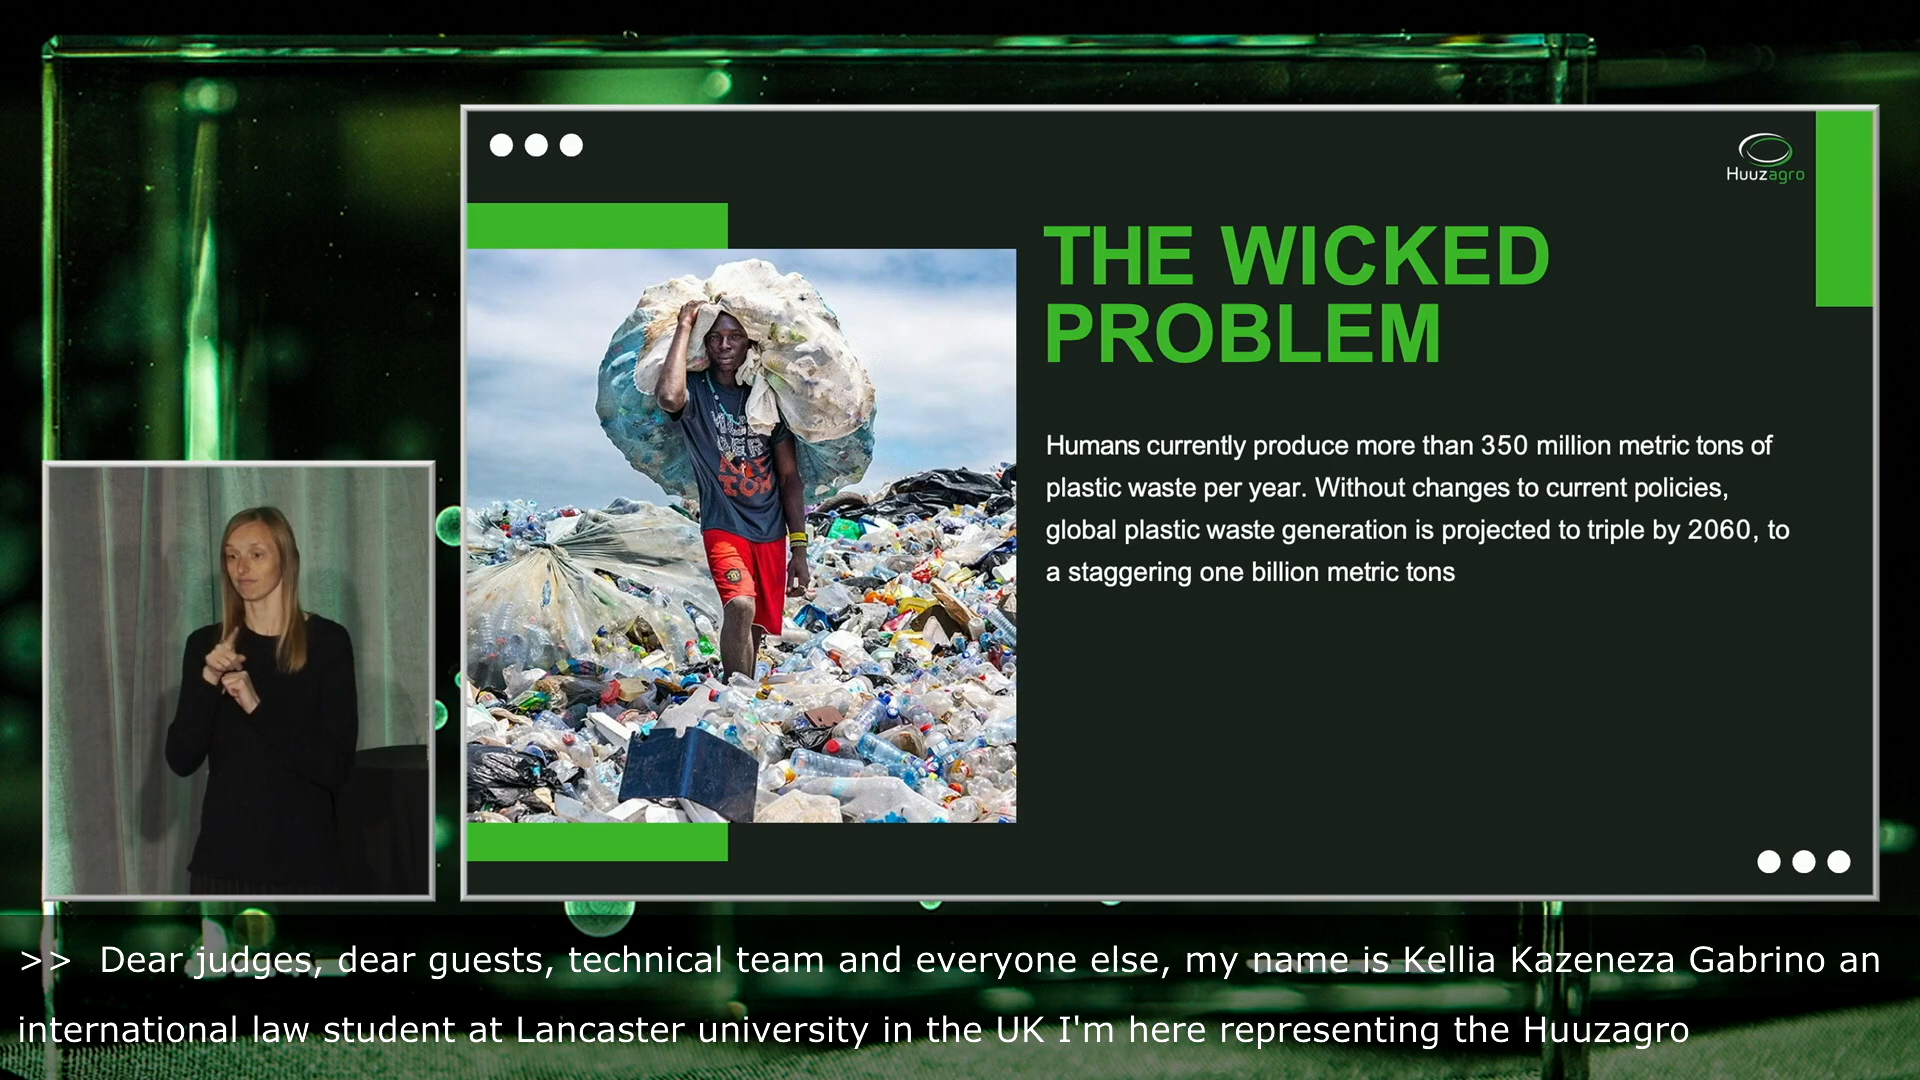 Huuzagro
THE WICKED
PROBLEM
Humans currently produce more than 350 million metric tons of
plastic waste per year. Without changes to current policies,
global plastic waste generation is projected to triple by 2060, to
a staggering one billion metric tons
>> Dear judges, dear guests, technical team and everyone else, my name is Kellia Kazeneza Gabrino an
international law student at Lancaster university in the UK I'm here representing the Huuzagro